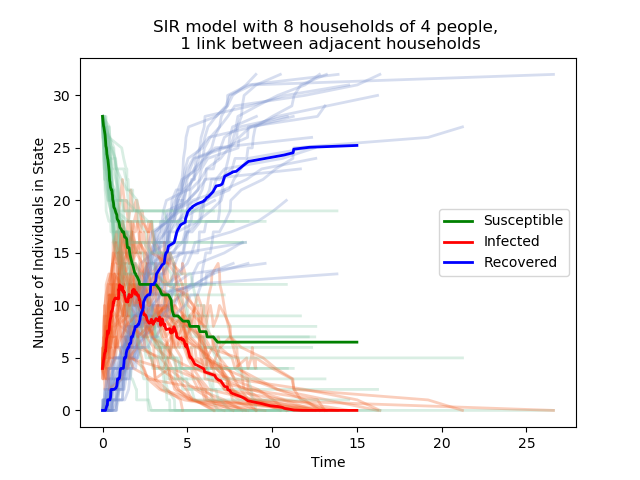 SIR model with 8 households of 4 people,
1 link between adjacent households
Number of Individuals in State
30
25
20
15
10
5
0
Susceptible
Infected
Recovered
0 5 10 15 20 25
Time